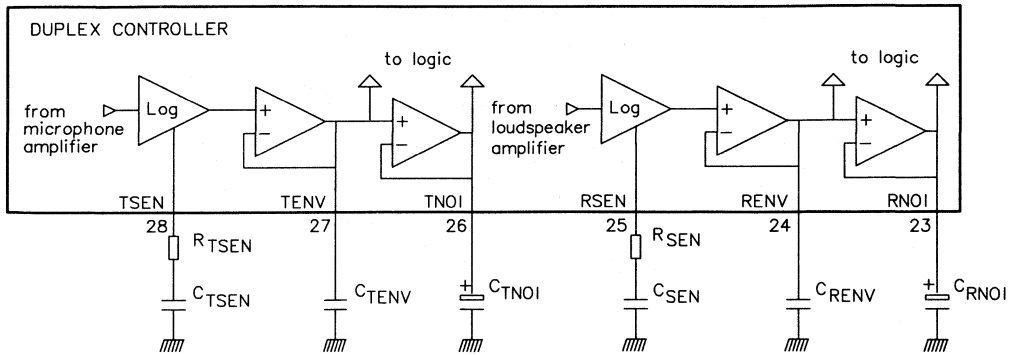 DUPLEX CONTROLLER
to logic
to logic
from
microphone
amplifier
Log
+
−
+
−
from
loudspeaker
amplifier
Log
+
−
+
−
TSEN
TENV
TNOI
RSEN
RENV
RNOI
28
27
26
25
24
23
RTSEN
RSEN
CTSEN
CTENV
+
CTNOI
CSEN
CRENV
+
CRNOI